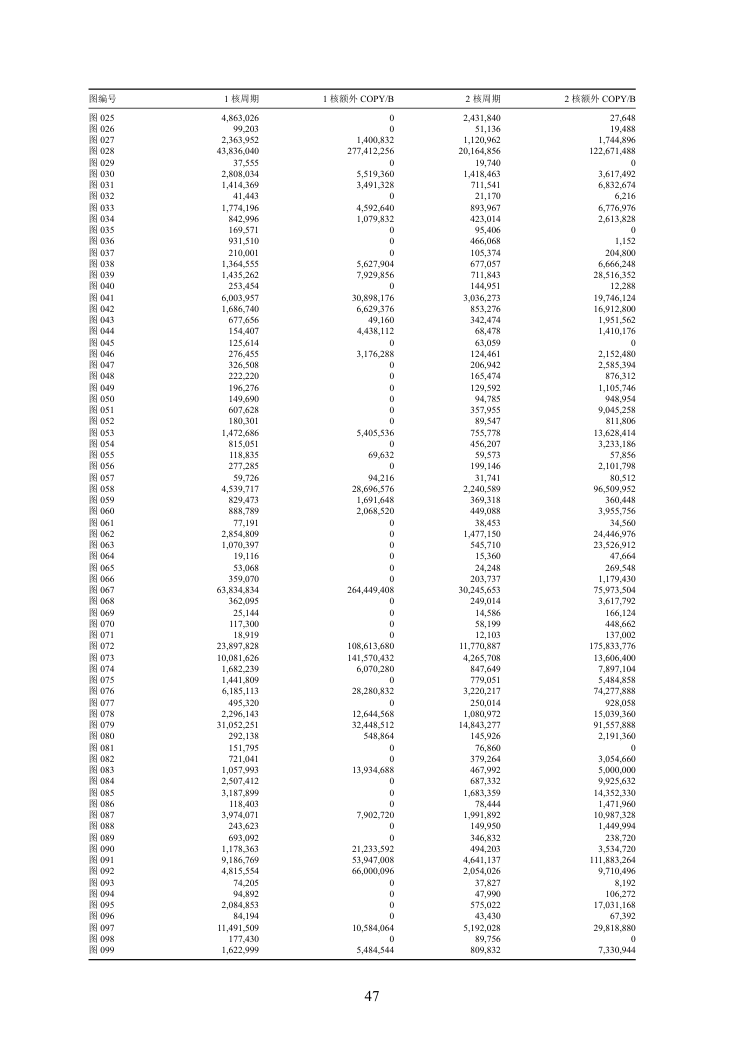 图编号 1 核周期 1 核额外 COPY/B 2 核周期 2 核额外 COPY/B
图 025 4,863,026 0 2,431,840 27,648
图 026 99,203 0 51,136 19,488
图 027 2,363,952 1,400,832 1,120,962 1,744,896
图 028 43,836,040 277,412,256 20,164,856 122,671,488
图 029 37,555 0 19,740 0
图 030 2,808,034 5,519,360 1,418,463 3,617,492
图 031 1,414,369 3,491,328 711,541 6,832,674
图 032 41,443 0 21,170 6,216
图 033 1,774,196 4,592,640 893,967 6,776,976
图 034 842,996 1,079,832 423,014 2,613,828
图 035 169,571 0 95,406 0
图 036 931,510 0 466,068 1,152
图 037 210,001 0 105,374 204,800
图 038 1,364,555 5,627,904 677,057 6,666,248
图 039 1,435,262 7,929,856 711,843 28,516,352
图 040 253,454 0 144,951 12,288
图 041 6,003,957 30,898,176 3,036,273 19,746,124
图 042 1,686,740 6,629,376 853,276 16,912,800
图 043 677,656 49,160 342,474 1,951,562
图 044 154,407 4,438,112 68,478 1,410,176
图 045 125,614 0 63,059 0
图 046 276,455 3,176,288 124,461 2,152,480
图 047 326,508 0 206,942 2,585,394
图 048 222,220 0 165,474 876,312
图 049 196,276 0 129,592 1,105,746
图 050 149,690 0 94,785 948,954
图 051 607,628 0 357,955 9,045,258
图 052 180,301 0 89,547 811,806
图 053 1,472,686 5,405,536 755,778 13,628,414
图 054 815,051 0 456,207 3,233,186
图 055 118,835 69,632 59,573 57,856
图 056 277,285 0 199,146 2,101,798
图 057 59,726 94,216 31,741 80,512
图 058 4,539,717 28,696,576 2,240,589 96,509,952
图 059 829,473 1,691,648 369,318 360,448
图 060 888,789 2,068,520 449,088 3,955,756
图 061 77,191 0 38,453 34,560
图 062 2,854,809 0 1,477,150 24,446,976
图 063 1,070,397 0 545,710 23,526,912
图 064 19,116 0 15,360 47,664
图 065 53,068 0 24,248 269,548
图 066 359,070 0 203,737 1,179,430
图 067 63,834,834 264,449,408 30,245,653 75,973,504
图 068 362,095 0 249,014 3,617,792
图 069 25,144 0 14,586 166,124
图 070 117,300 0 58,199 448,662
图 071 18,919 0 12,103 137,002
图 072 23,897,828 108,613,680 11,770,887 175,833,776
图 073 10,081,626 141,570,432 4,265,708 13,606,400
图 074 1,682,239 6,070,280 847,649 7,897,104
图 075 1,441,809 0 779,051 5,484,858
图 076 6,185,113 28,280,832 3,220,217 74,277,888
图 077 495,320 0 250,014 928,058
图 078 2,296,143 12,644,568 1,080,972 15,039,360
图 079 31,052,251 32,448,512 14,843,277 91,557,888
图 080 292,138 548,864 145,926 2,191,360
图 081 151,795 0 76,860 0
图 082 721,041 0 379,264 3,054,660
图 083 1,057,993 13,934,688 467,992 5,000,000
图 084 2,507,412 0 687,332 9,925,632
图 085 3,187,899 0 1,683,359 14,352,330
图 086 118,403 0 78,444 1,471,960
图 087 3,974,071 7,902,720 1,991,892 10,987,328
图 088 243,623 0 149,950 1,449,994
图 089 693,092 0 346,832 238,720
图 090 1,178,363 21,233,592 494,203 3,534,720
图 091 9,186,769 53,947,008 4,641,137 111,883,264
图 092 4,815,554 66,000,096 2,054,026 9,710,496
图 093 74,205 0 37,827 8,192
图 094 94,892 0 47,990 106,272
图 095 2,084,853 0 575,022 17,031,168
图 096 84,194 0 43,430 67,392
图 097 11,491,509 10,584,064 5,192,028 29,818,880
图 098 177,430 0 89,756 0
图 099 1,622,999 5,484,544 809,832 7,330,944
47